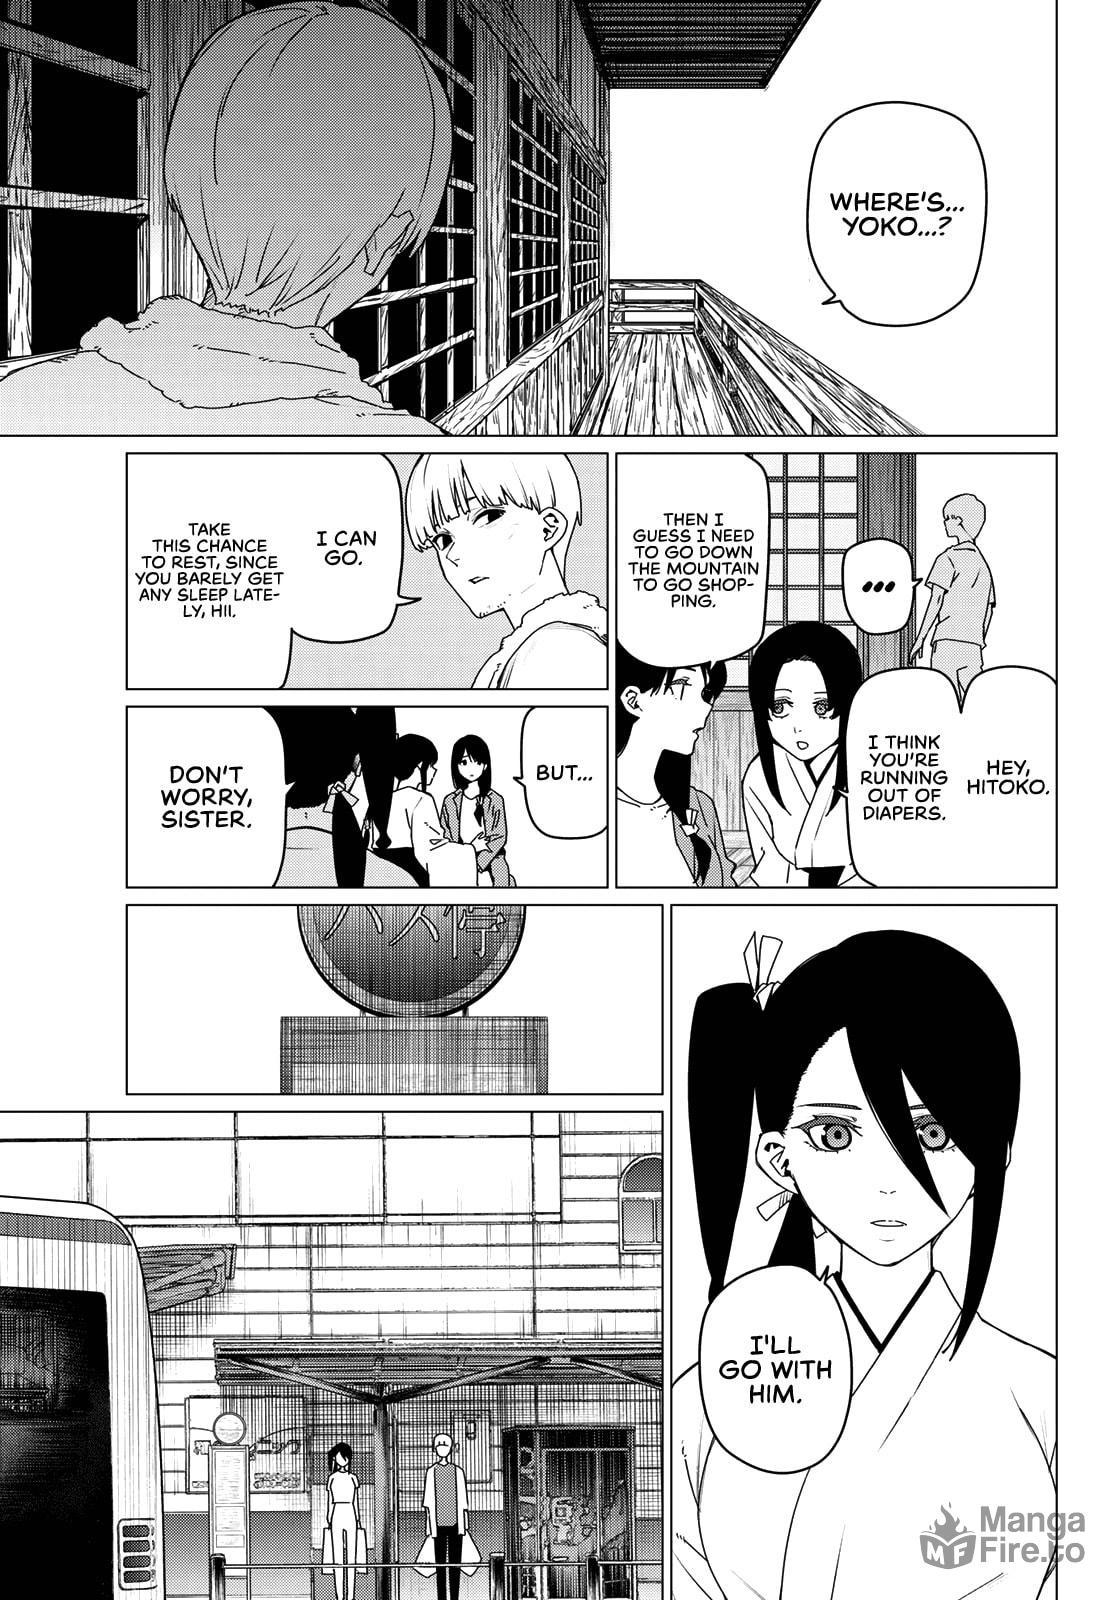 WHERE'S...
YOKO...?
HEY,
HITOKO.
I THINK
YOU'RE
RUNNING
OUT OF
DIAPERS.
...
THEN I
GUESS I NEED
TO GO DOWN
THE MOUNTAIN
TO GO SHOP-
PING.
I CAN
GO.
TAKE
THIS CHANCE
TO REST, SINCE
YOU BARELY GET
ANY SLEEP LATE-
LY, HII.
BUT...
DON'T
WORRY,
SISTER.
I'LL
GO WITH
HIM.
Manga
MF Fire.to